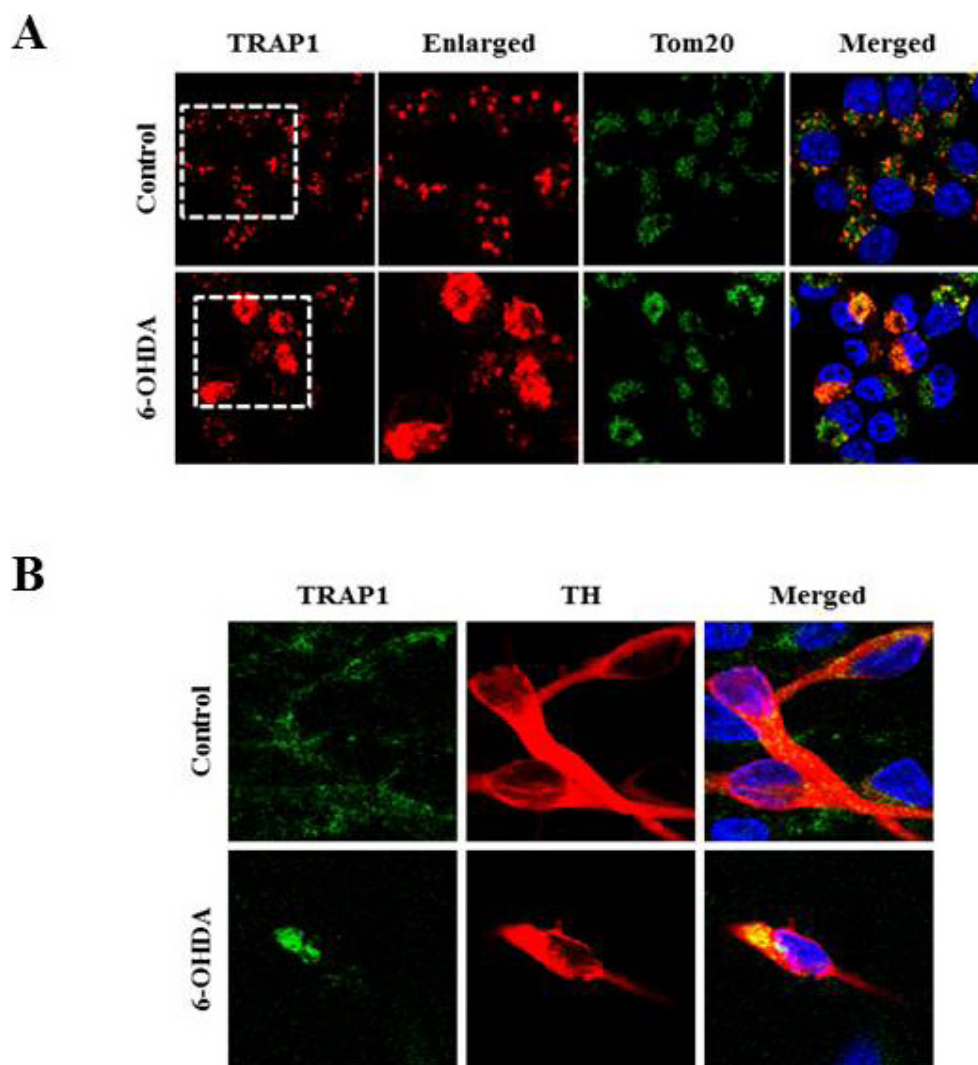 A
TRAP1 Enlarged Tom20 Merged
Control
6-OHDA
B
TRAP1 TH Merged
Control
6-OHDA